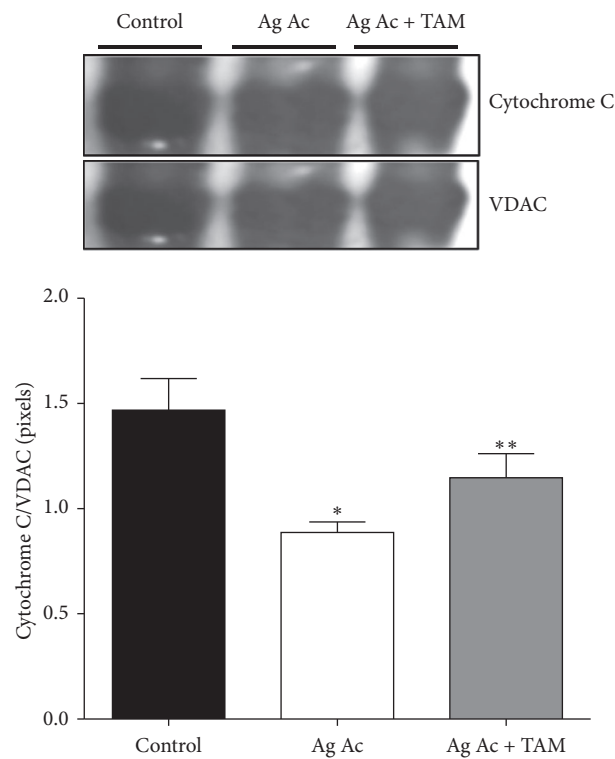 Control Ag Ac Ag Ac + TAM
Cytochrome C
VDAC
Cytochrome C/VDAC (pixels)
2.0
1.5
1.0
0.5
0.0
*
**
Control Ag Ac Ag Ac + TAM